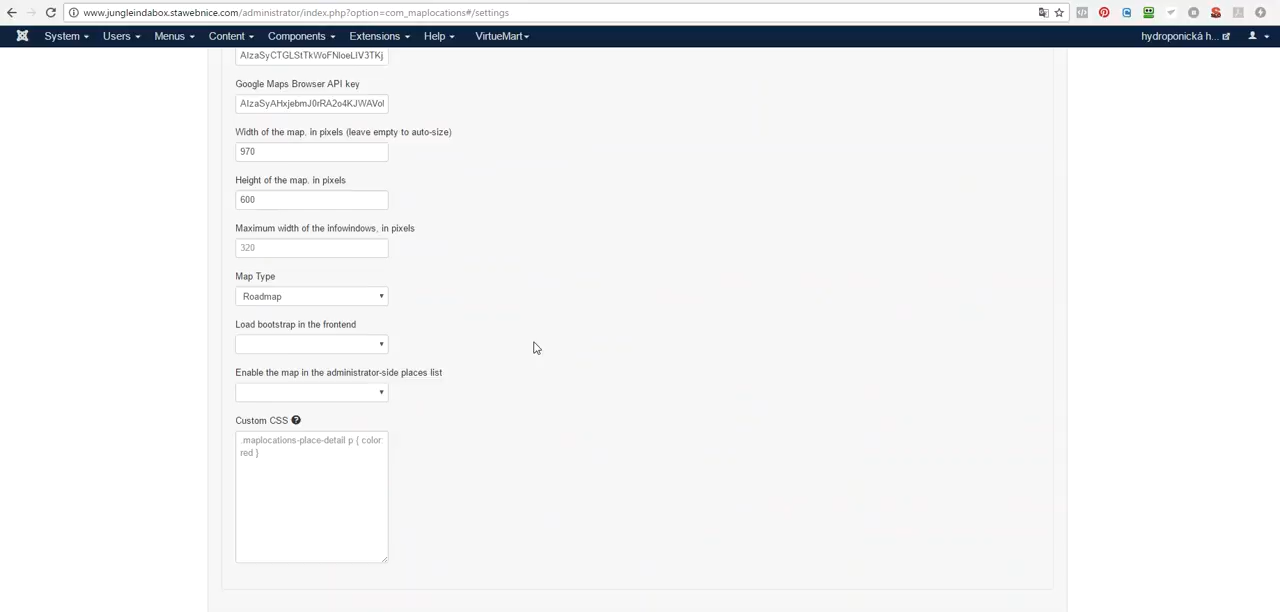 www.jungleindabox.stawebnice.com/administrator/index.php?option=com_maplocations#/settings
System Users Menus Content Components Extensions Help VirtueMart hydroponická h...
AIzaSyCTGLStTkWoFNloeLIV3TKj
Google Maps Browser API key
AIzaSyAHxjebmJ0rRA2o4KJWAVol
Width of the map. in pixels (leave empty to auto-size)
970
Height of the map. in pixels
600
Maximum width of the infowindows, in pixels
320
Map Type
Roadmap
Load bootstrap in the frontend
Enable the map in the administrator-side places list
Custom CSS
.maplocations-place-detail p { color
red }